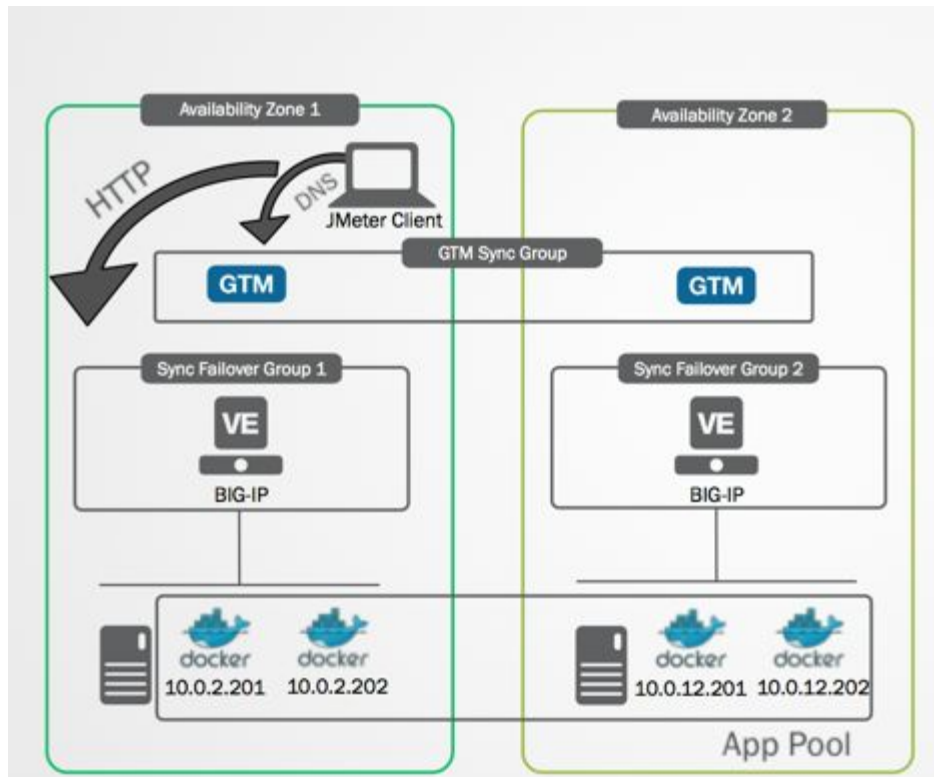 Availability Zone 1
Availability Zone 2
HTTP
DNS
JMeter Client
GTM Sync Group
GTM
GTM
Sync Failover Group 1
Sync Failover Group 2
VE
VE
BIG-IP
BIG-IP
docker
docker
docker
docker
10.0.2.201
10.0.2.202
10.0.12.201
10.0.12.202
App Pool